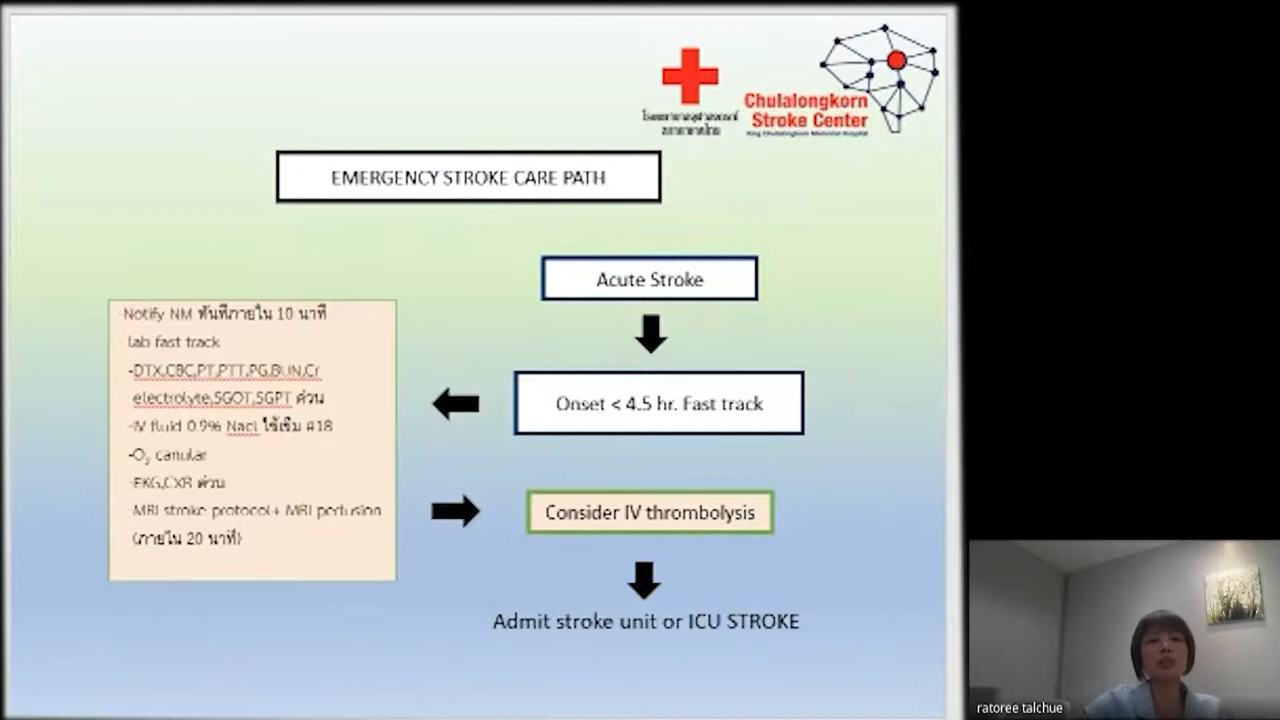 โรงพยาบาลจุฬาลงกรณ์
สภากาชาดไทย
Chulalongkorn
Stroke Center
King Chulalongkorn Memorial Hospital
EMERGENCY STROKE CARE PATH
Acute Stroke
Onset < 4.5 hr. Fast track
-Notify NM ทันทีภายใน 10 นาที
lab fast track
-DTX,CBC,PT,PTT,PG,BUN,Cr
electrolyte,SGOT,SGPT ด่วน
-IV fluid 0.9% Nacl ใช้เข็ม #18
-O₂ canular
-EKG,CXR ด่วน
-MRI stroke protocol+ MRI perfusion
(ภายใน 20 นาที)
Consider IV thrombolysis
Admit stroke unit or ICU STROKE
ratoree talchue